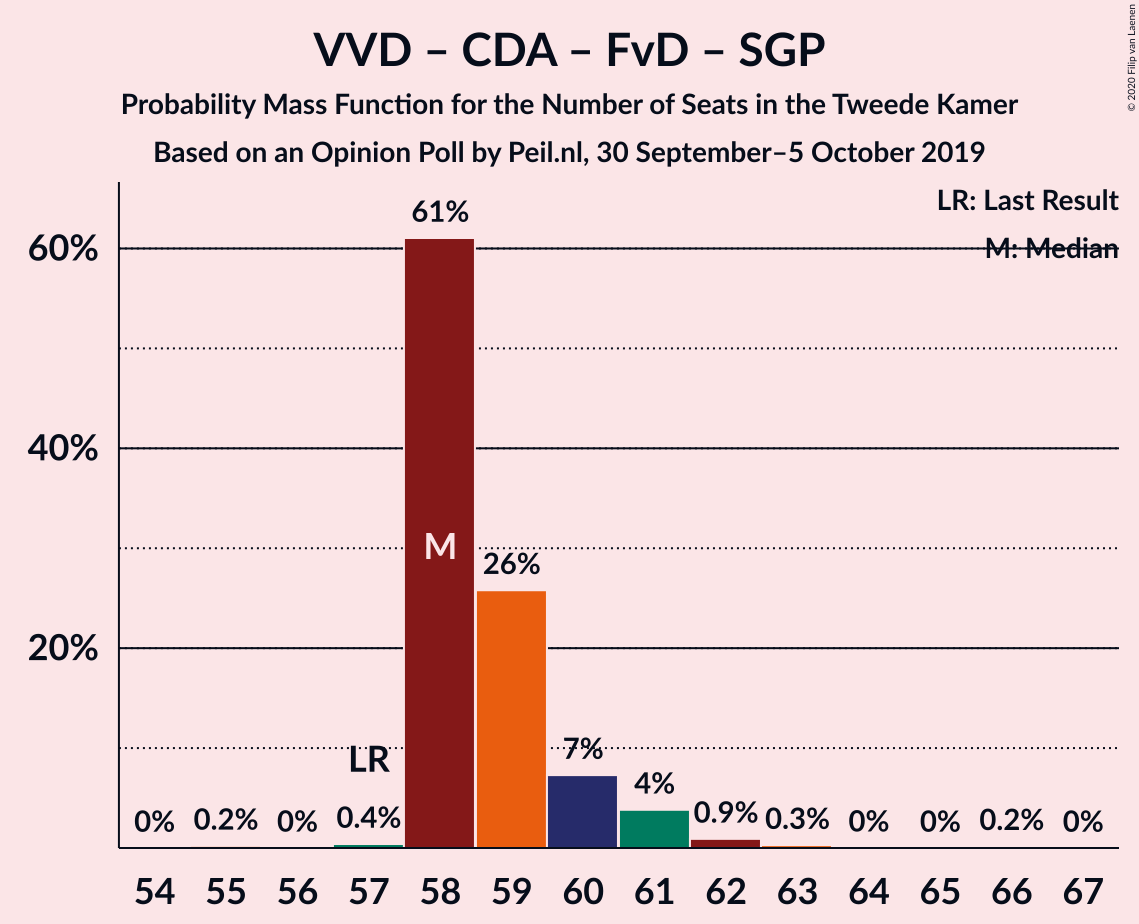 VVD – CDA – FvD – SGP
Probability Mass Function for the Number of Seats in the Tweede Kamer
Based on an Opinion Poll by Peil.nl, 30 September–5 October 2019
© 2020 Filip van Laenen
LR: Last Result
M: Median
60%
40%
20%
61%
M
26%
LR
7%
4%
0% 0.2% 0% 0.4% 0.9% 0.3% 0% 0% 0.2% 0%
54 55 56 57 58 59 60 61 62 63 64 65 66 67